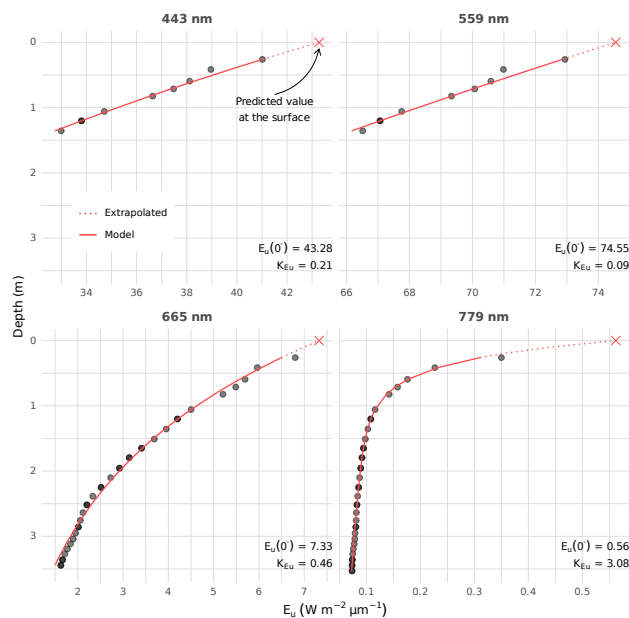 443 nm
559 nm
0
1
2
3
Predicted value
at the surface
Extrapolated
Model
Eu(0⁻) = 43.28
KEu = 0.21
Eu(0⁻) = 74.55
KEu = 0.09
34 36 38 40 42
66 68 70 72 74
Depth (m)
665 nm
779 nm
0
1
2
3
Eu(0⁻) = 7.33
KEu = 0.46
Eu(0⁻) = 0.56
KEu = 3.08
2 3 4 5 6 7
0.1 0.2 0.3 0.4 0.5
Eu (W m⁻² μm⁻¹)